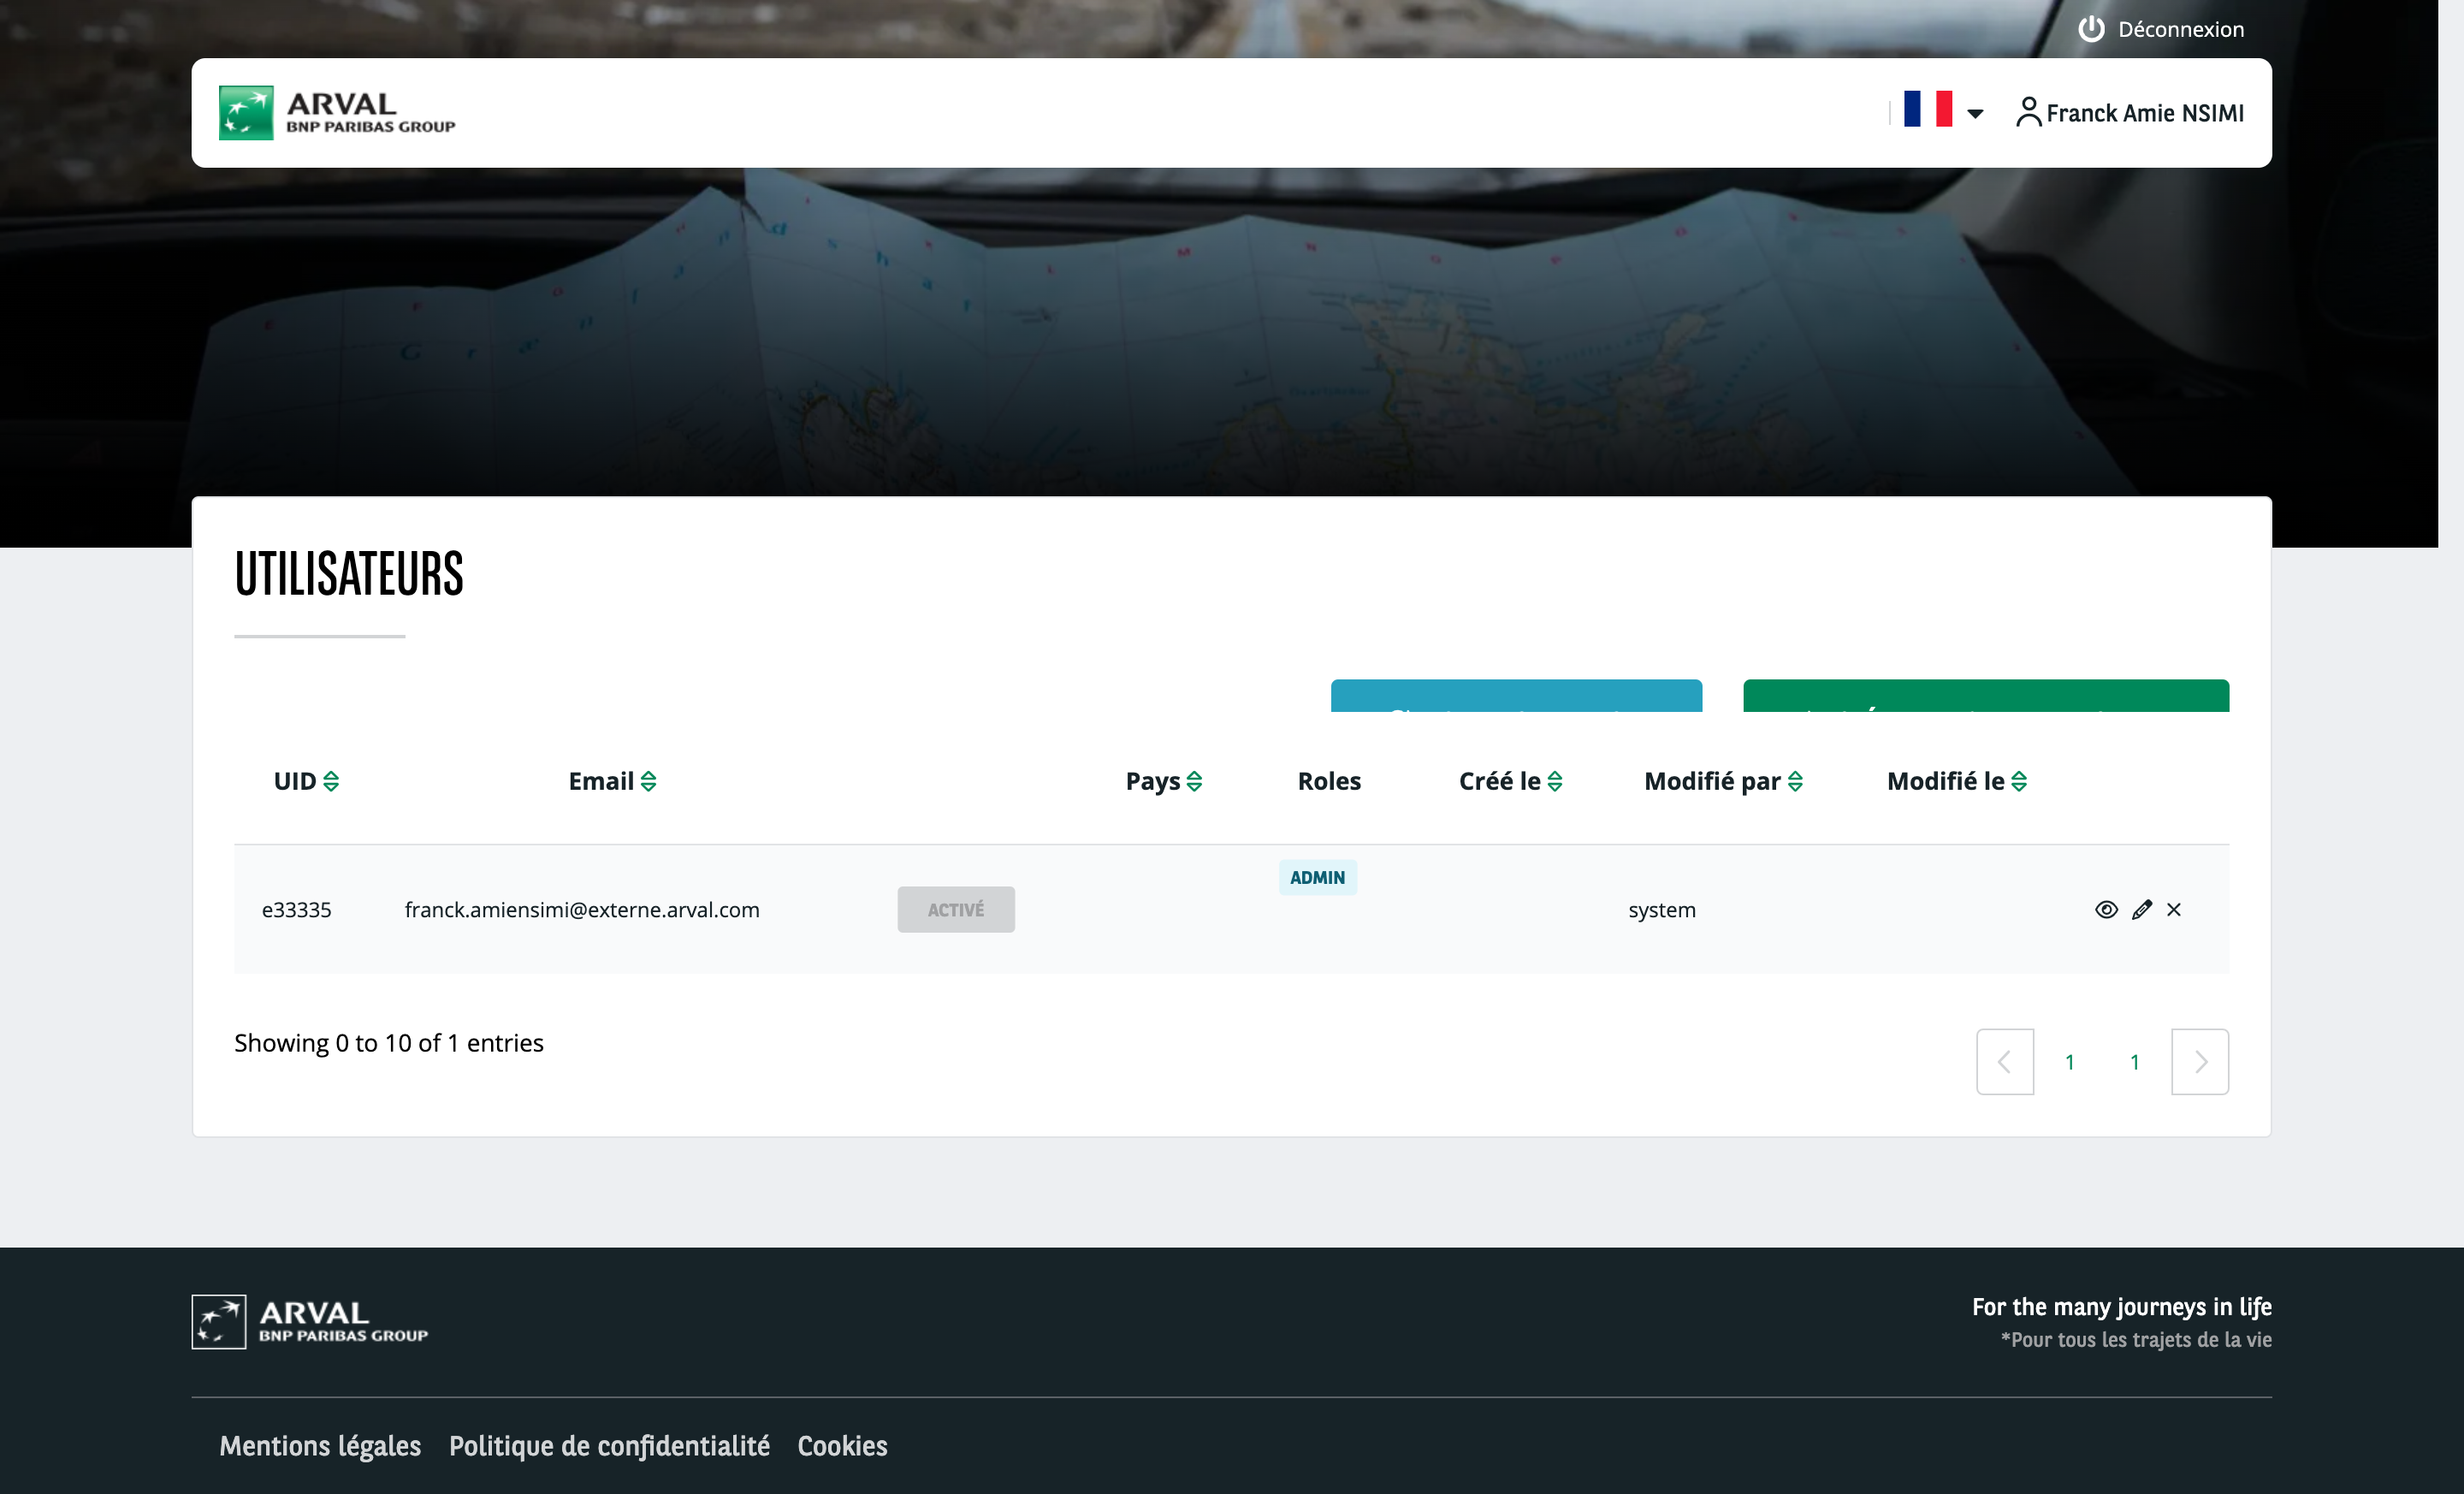 Déconnexion
ARVAL
BNP PARIBAS GROUP
Franck Amie NSIMI
UTILISATEURS
UID Email Pays Roles Créé le Modifié par Modifié le
ADMIN
e33335 franck.amiensimi@externe.arval.com ACTIVÉ system
Showing 0 to 10 of 1 entries
1 1
ARVAL
BNP PARIBAS GROUP
For the many journeys in life
*Pour tous les trajets de la vie
Mentions légales Politique de confidentialité Cookies